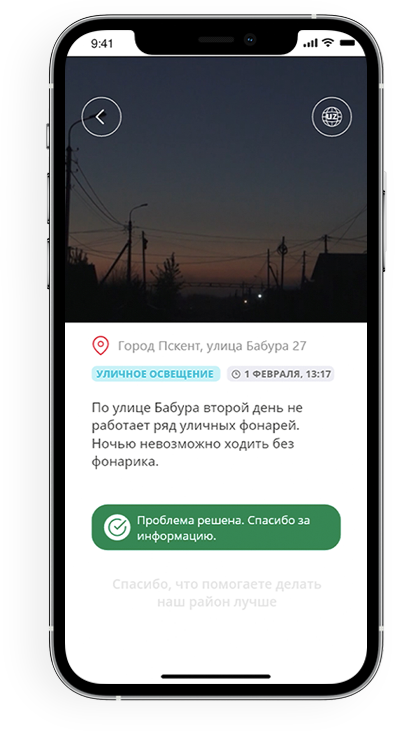 9:41
UZ
Город Пскент, улица Бабура 27
УЛИЧНОЕ ОСВЕЩЕНИЕ
1 ФЕВРАЛЯ, 13:17
По улице Бабура второй день не
работает ряд уличных фонарей.
Ночью невозможно ходить без
фонарика.
Проблема решена. Спасибо за
информацию.
Спасибо, что помогаете делать
наш район лучше